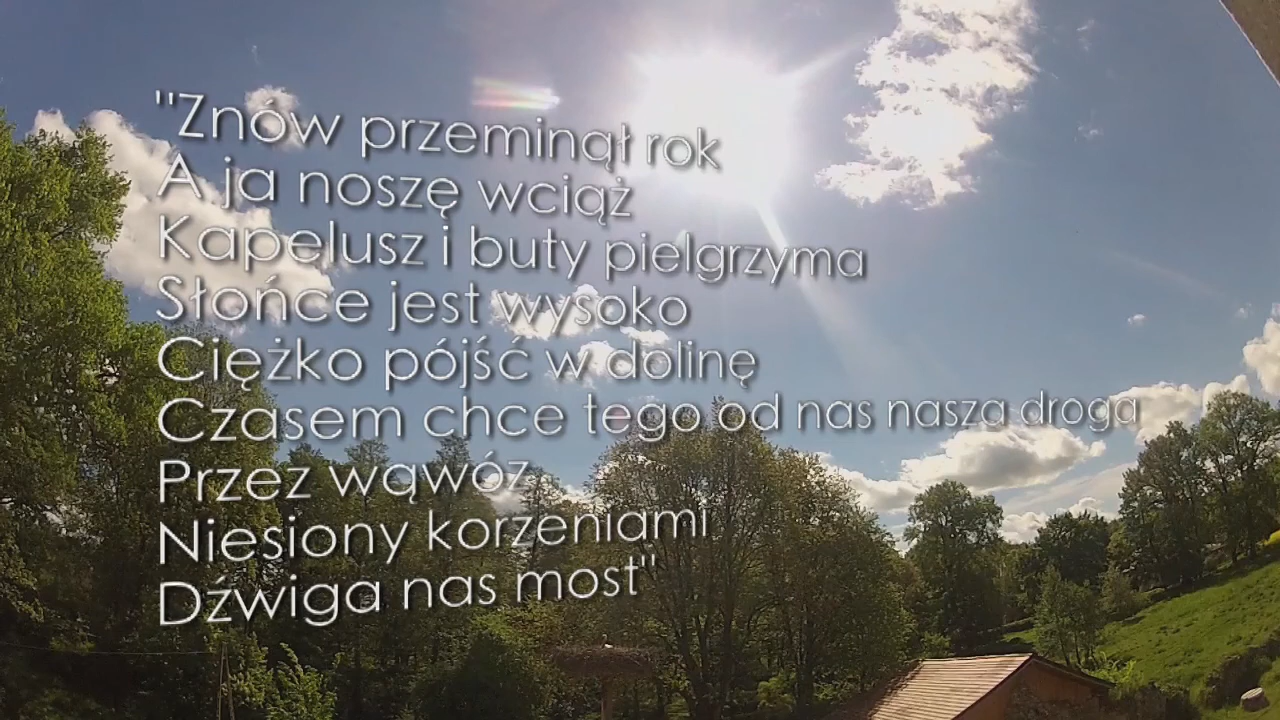 "Znów przeminął rok
A ja noszę wciąż
Kapelusz i buty pielgrzyma
Słońce jest wysoko
Ciężko pójść w dolinę
Czasem chce tego od nas nasza droga
Przez wąwóz
Niesiony korzeniami
Dźwiga nas most"